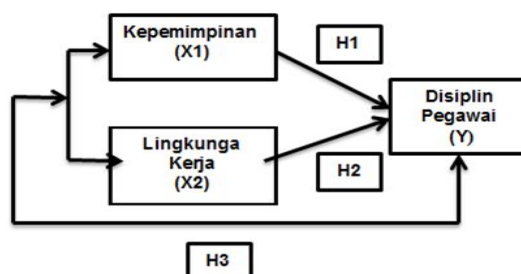 Kepemimpinan
(X1)
H1
Disiplin
Pegawai
(Y)
Lingkunga
Kerja
(X2)
H2
H3